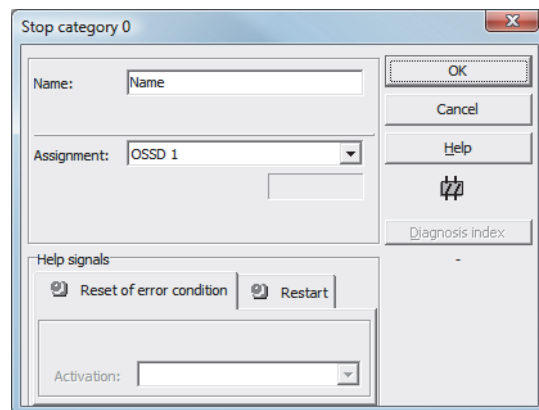 Stop category 0
Name:
Name
Assignment:
OSSD 1
OK
Cancel
Help
Diagnosis index
-
Help signals
Reset of error condition
Restart
Activation: